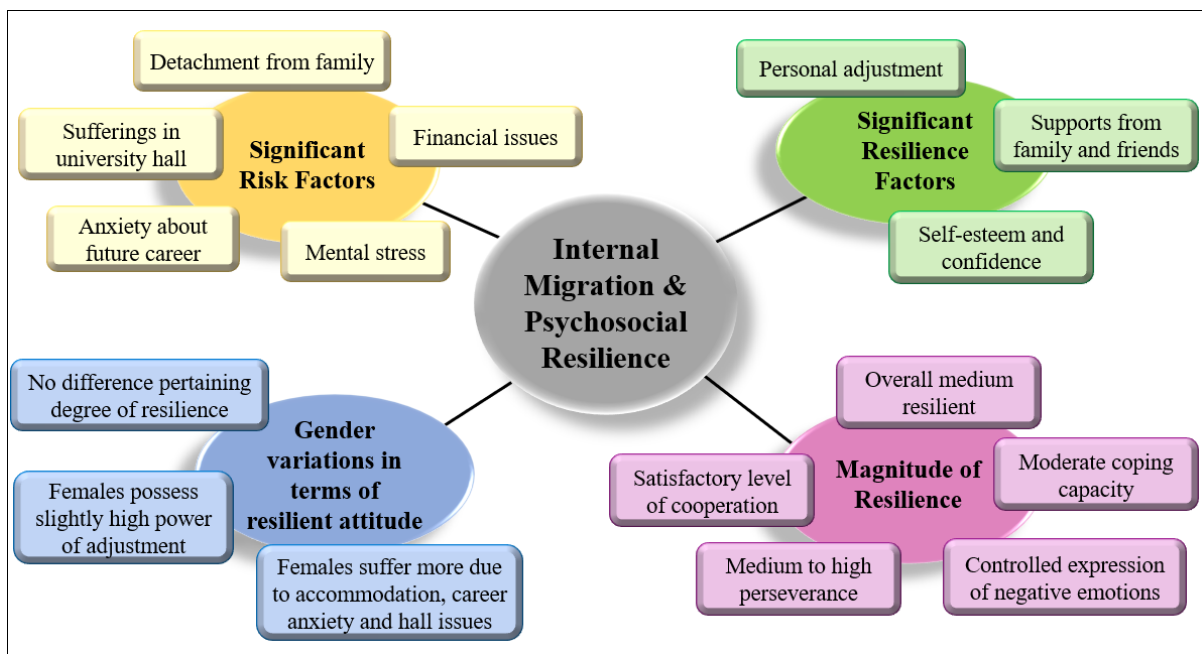 Detachment from family
Sufferings in
university hall
Financial issues
Significant
Risk Factors
Anxiety about
future career
Mental stress
Personal adjustment
Significant
Resilience
Factors
Supports from
family and friends
Self-esteem and
confidence
Internal
Migration &
Psychosocial
Resilience
No difference pertaining
degree of resilience
Gender
variations in
terms of
resilient attitude
Females possess
slightly high power
of adjustment
Females suffer more due
to accommodation, career
anxiety and hall issues
Overall medium
resilient
Satisfactory level
of cooperation
Magnitude of
Resilience
Moderate coping
capacity
Medium to high
perseverance
Controlled expression
of negative emotions